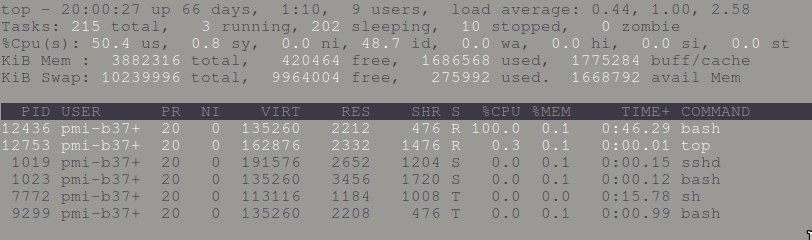 top - 20:00:27 up 66 days,  1:10,  9 users,  load average: 0.44, 1.00, 2.58
Tasks: 215 total,   3 running, 202 sleeping,  10 stopped,   0 zombie
%Cpu(s): 50.4 us,  0.8 sy,  0.0 ni, 48.7 id,  0.0 wa,  0.0 hi,  0.0 si,  0.0 st
KiB Mem :  3882316 total,   420464 free,  1686568 used,  1775284 buff/cache
KiB Swap: 10239996 total,  9964004 free,   275992 used.  1668792 avail Mem
  PID USER      PR  NI    VIRT    RES    SHR S  %CPU %MEM     TIME+ COMMAND
12436 pmi-b37+  20   0  135260   2212    476 R 100.0  0.1   0:46.29 bash
12753 pmi-b37+  20   0  162876   2332   1476 R   0.3  0.1   0:00.01 top
 1019 pmi-b37+  20   0  191576   2652   1204 S   0.0  0.1   0:00.15 sshd
 1023 pmi-b37+  20   0  135260   3456   1720 S   0.0  0.1   0:00.12 bash
 7772 pmi-b37+  20   0  113116   1184   1008 T   0.0  0.0   0:15.78 sh
 9299 pmi-b37+  20   0  135260   2208    476 T   0.0  0.1   0:00.99 bash